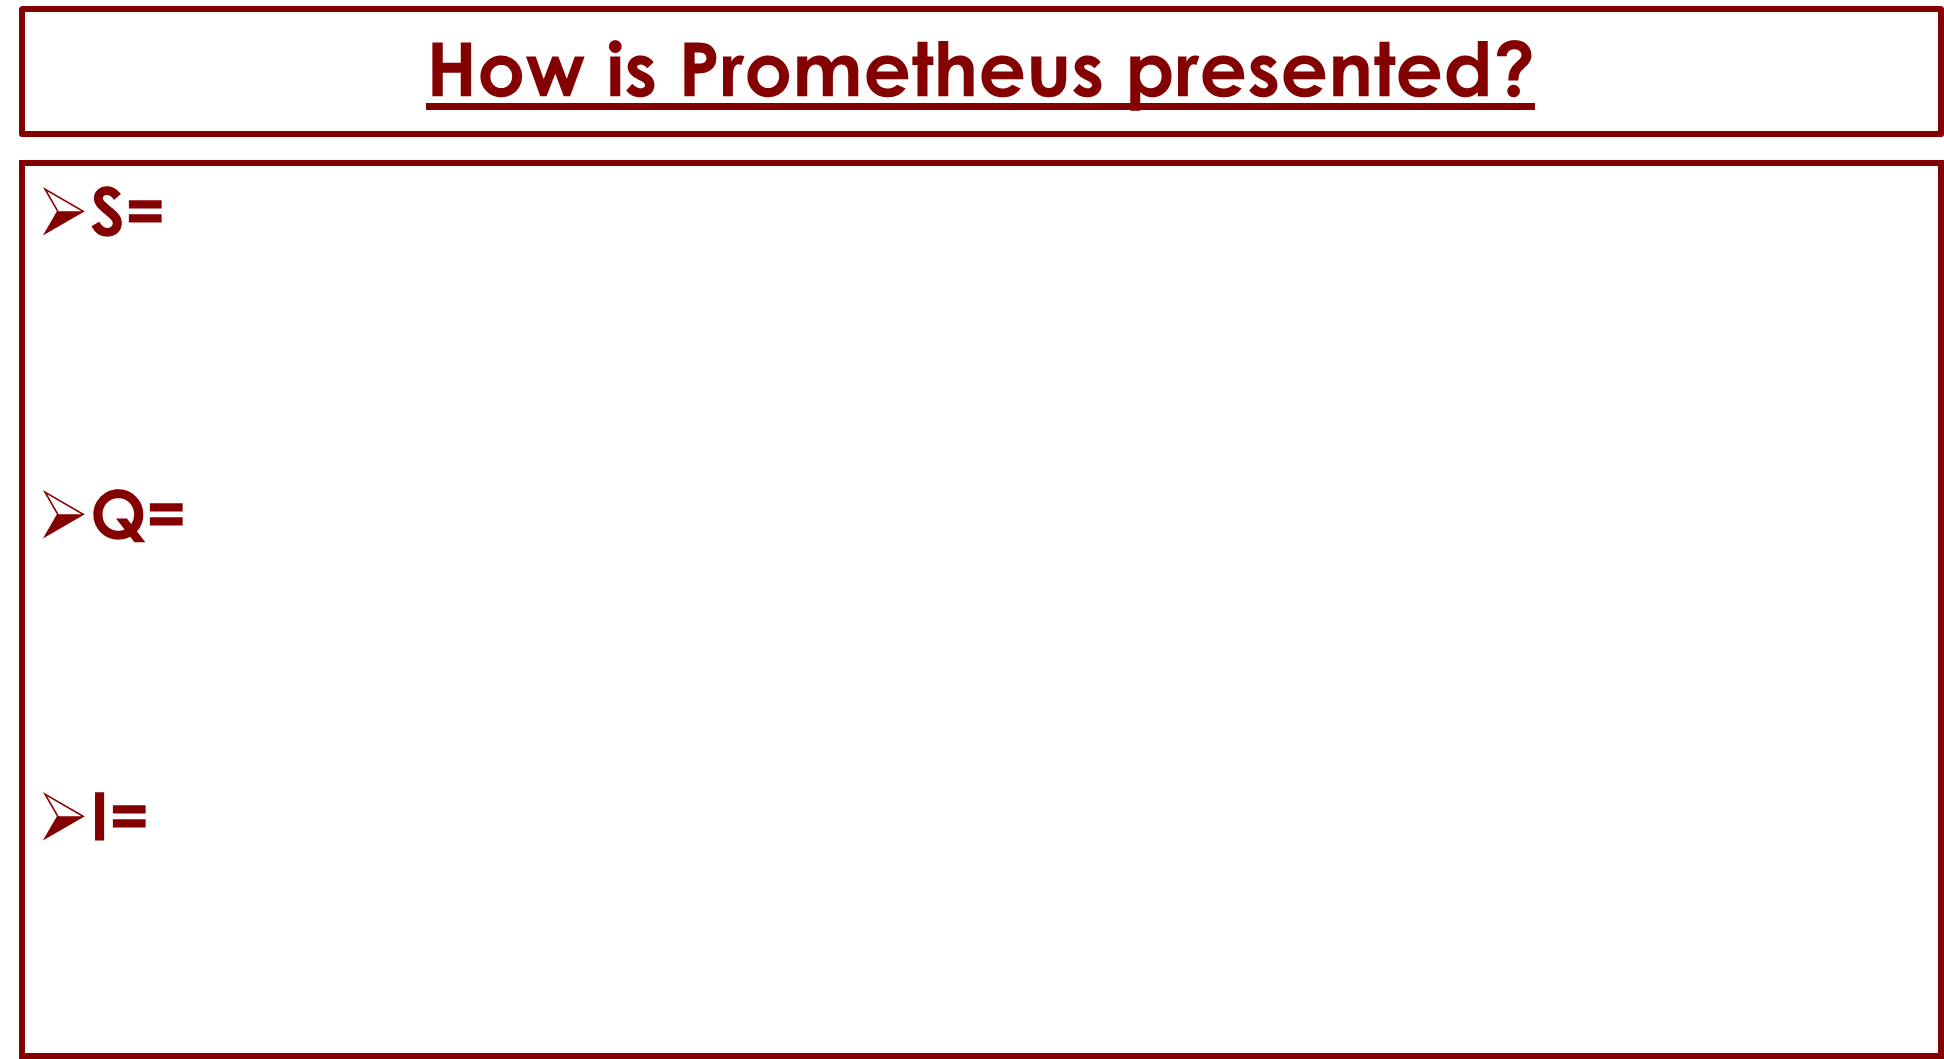 How is Prometheus presented?
➢S=
➢Q=
➢I=